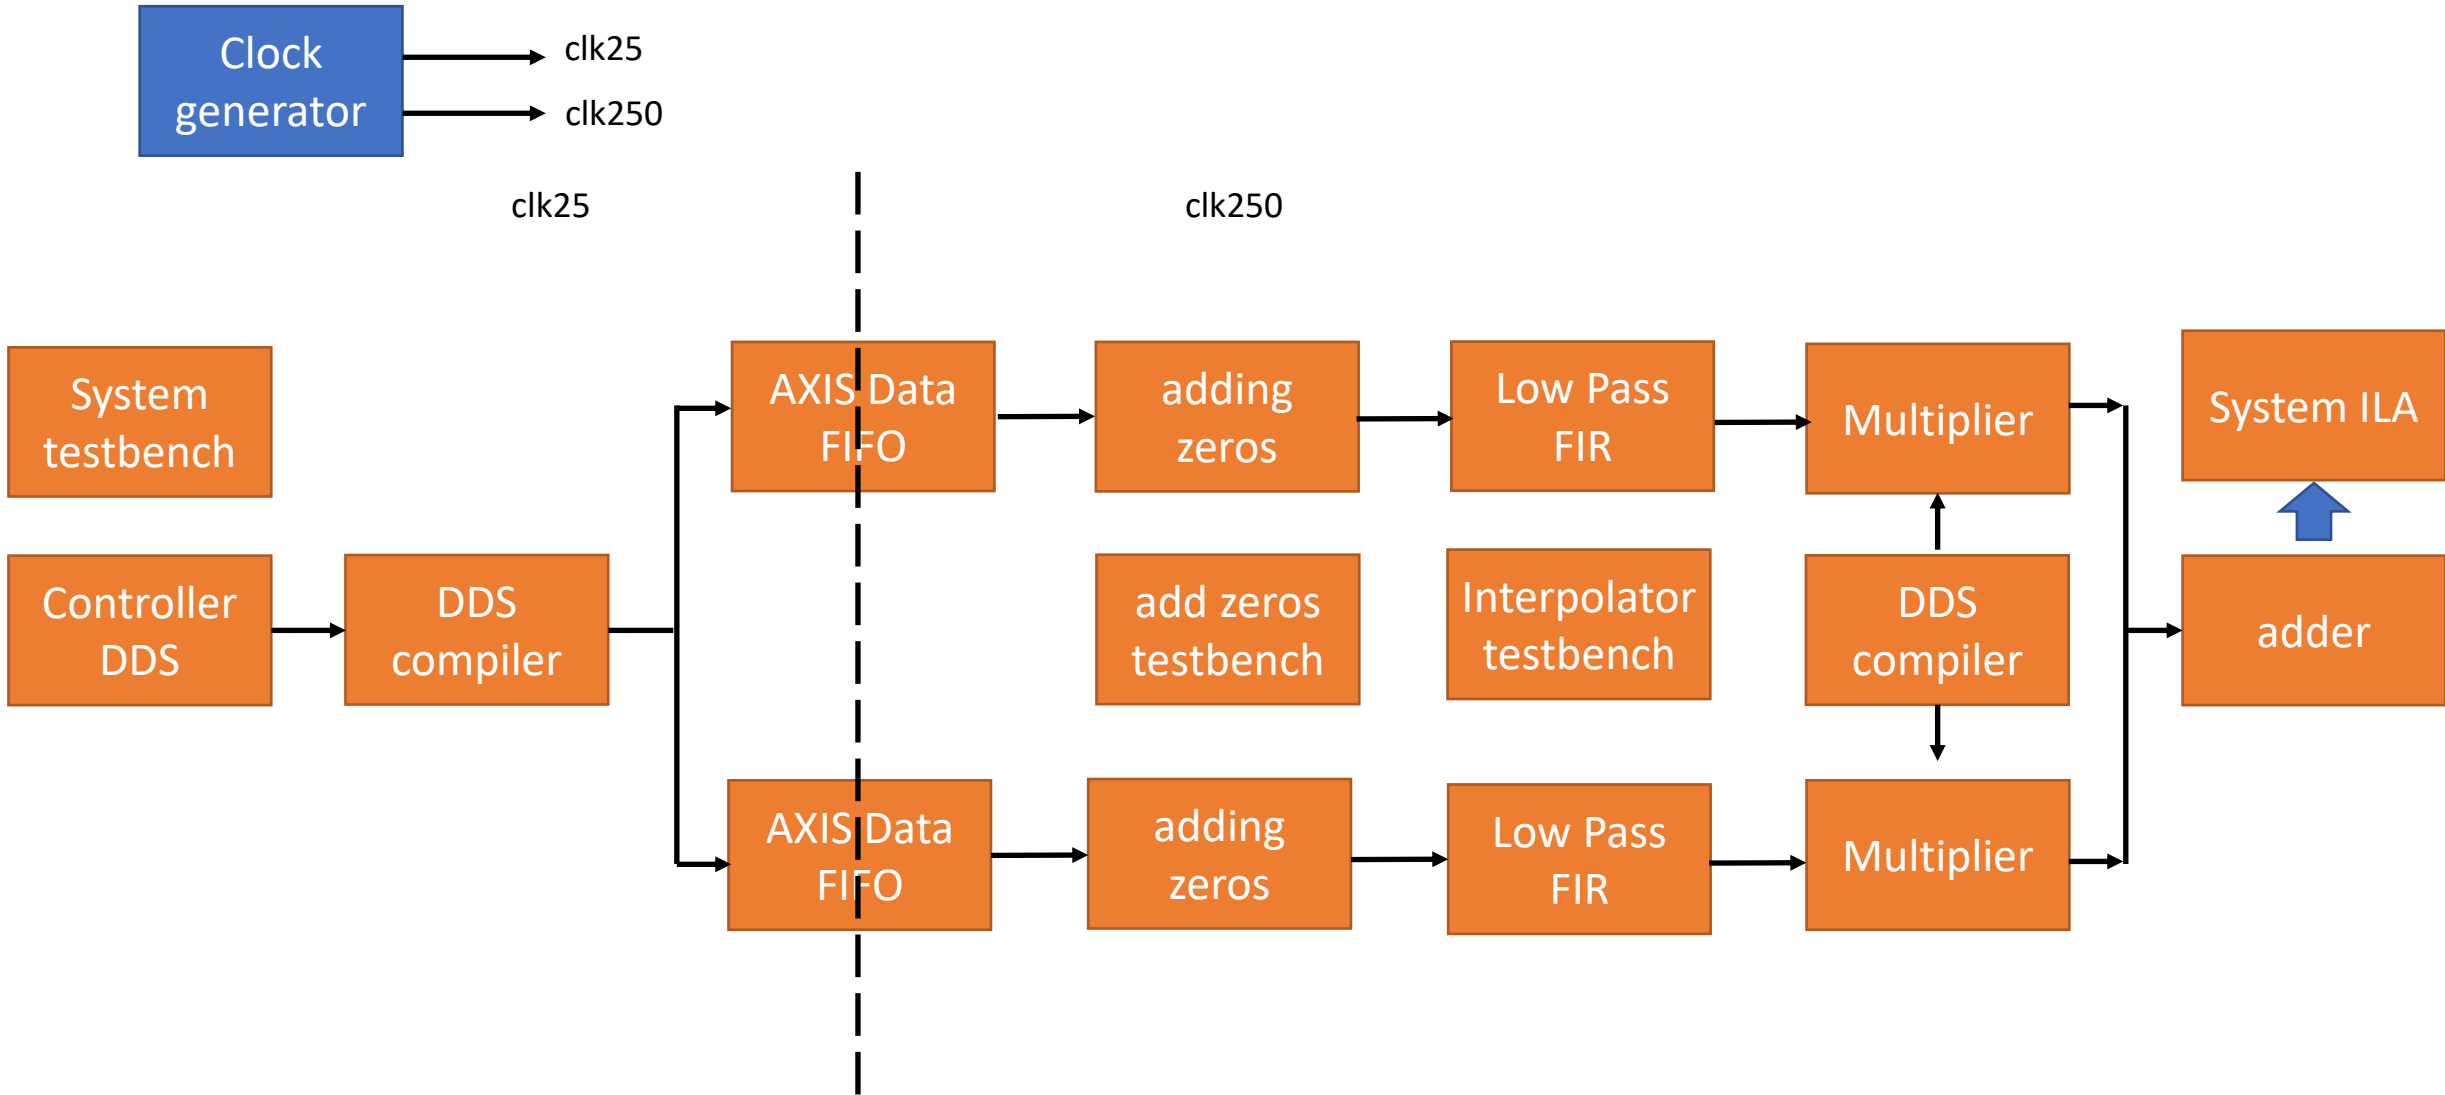 Clock
generator
clk25
clk250
clk25
clk250
System
testbench
AXIS Data
FIFO
adding
zeros
Low Pass
FIR
Multiplier
System ILA
Controller
DDS
DDS
compiler
add zeros
testbench
Interpolator
testbench
DDS
compiler
adder
AXIS Data
FIFO
adding
zeros
Low Pass
FIR
Multiplier